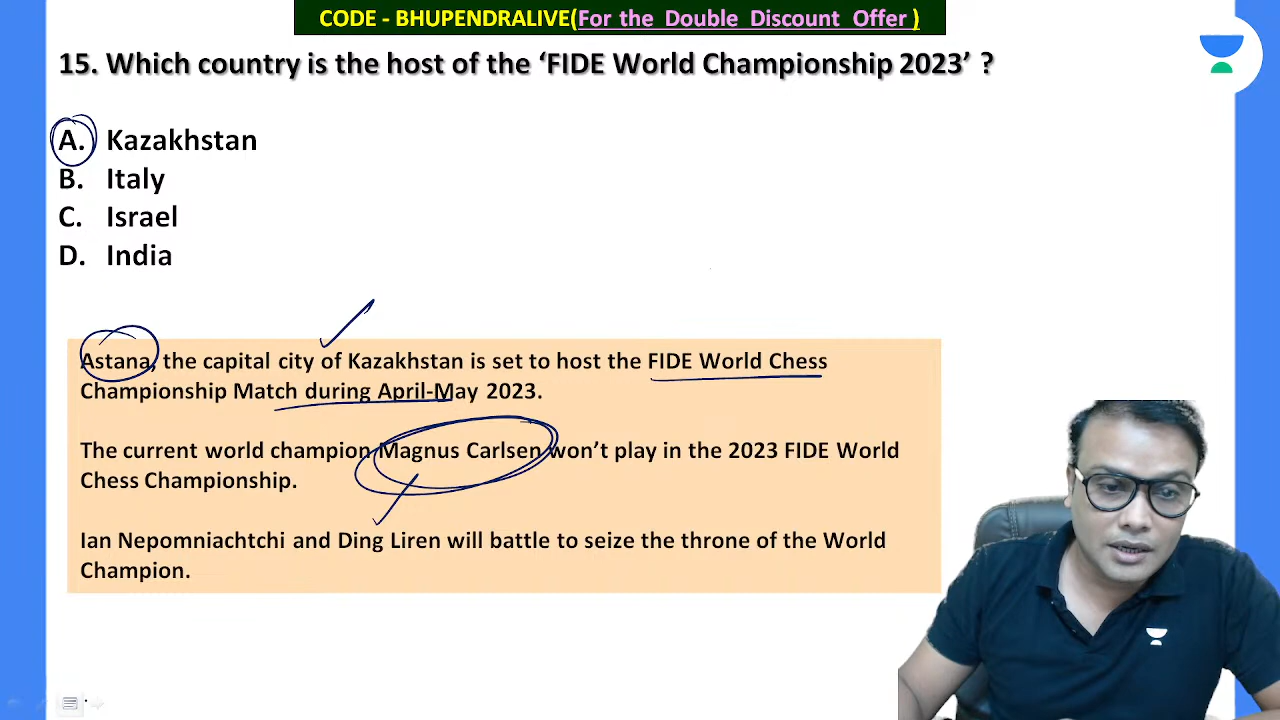 CODE - BHUPENDRALIVE(For the Double Discount Offer )
15. Which country is the host of the ‘FIDE World Championship 2023’ ?
A. Kazakhstan
B. Italy
C. Israel
D. India
Astana, the capital city of Kazakhstan is set to host the FIDE World Chess
Championship Match during April-May 2023.
The current world champion Magnus Carlsen won’t play in the 2023 FIDE World
Chess Championship.
Ian Nepomniachtchi and Ding Liren will battle to seize the throne of the World
Champion.